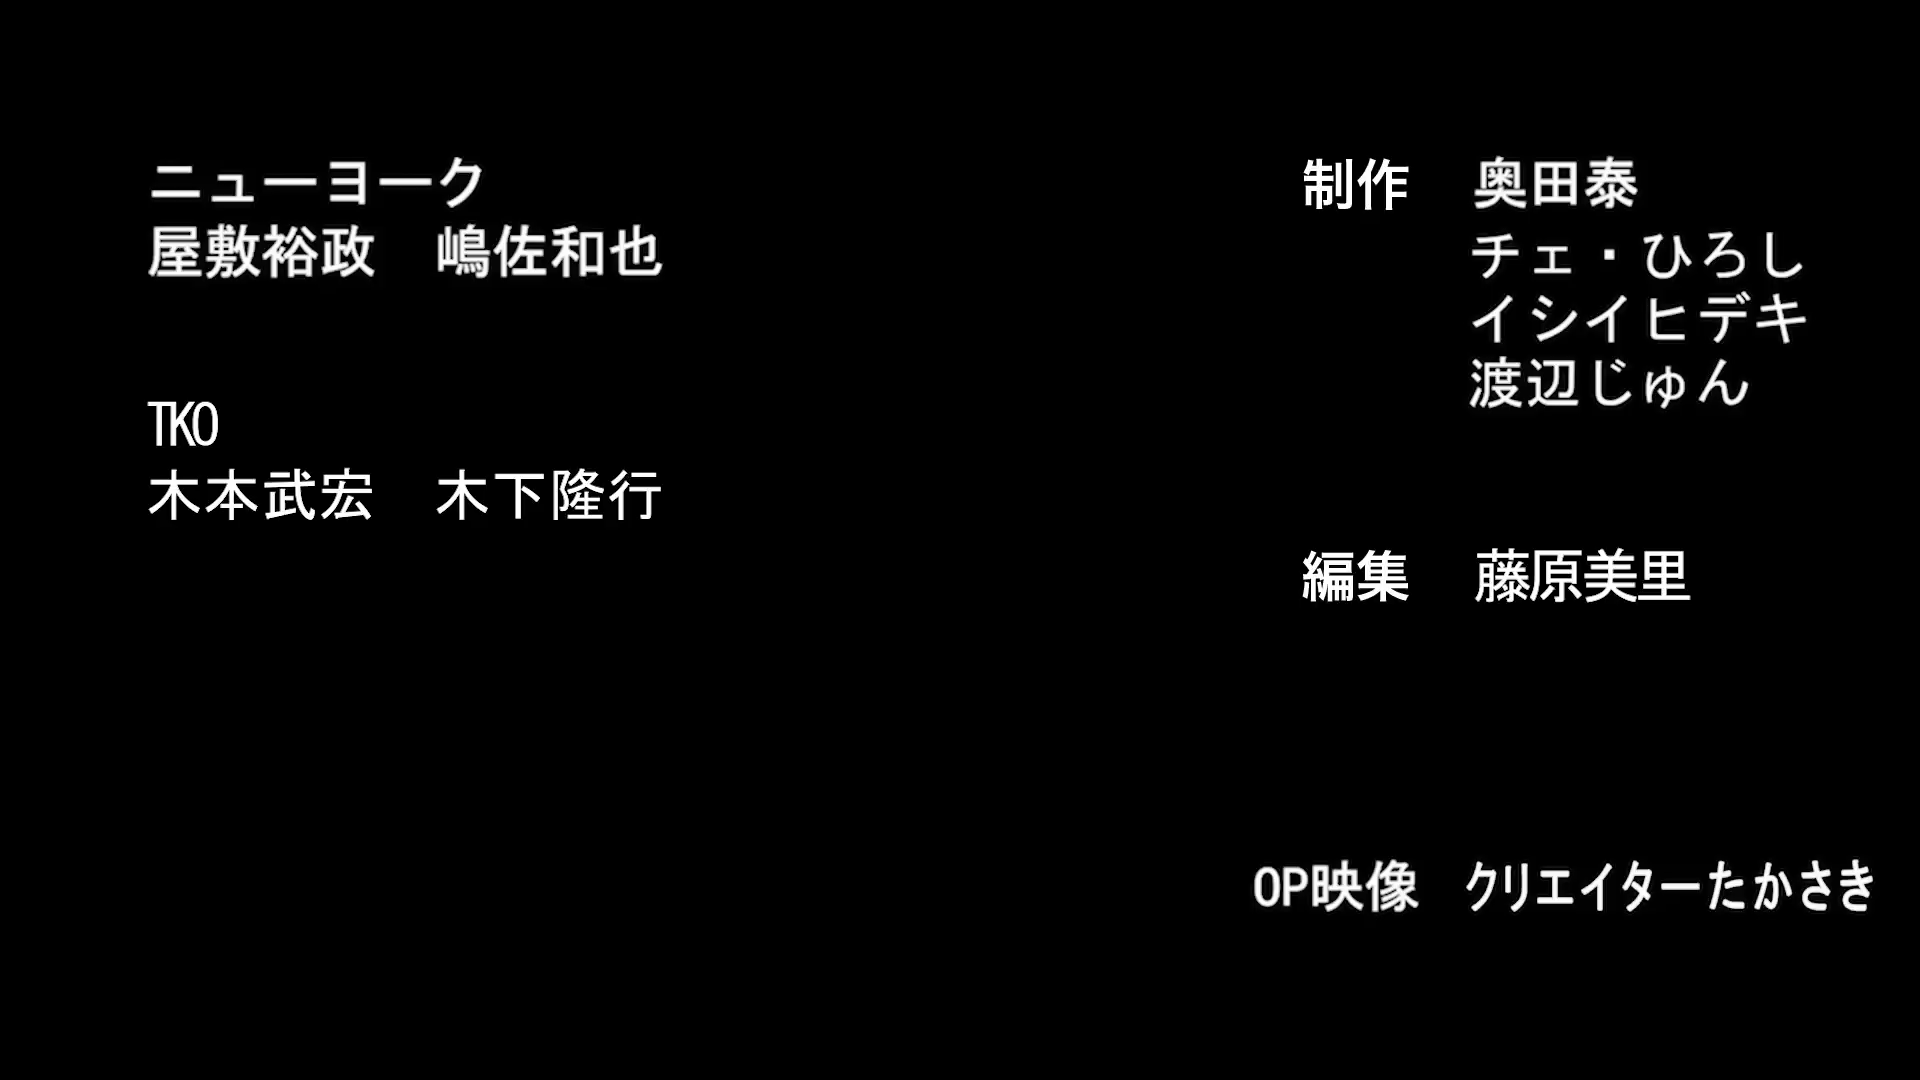 ニューヨーク
屋敷裕政　嶋佐和也
TKO
木本武宏　木下隆行
制作　奥田泰
チェ・ひろし
イシイヒデキ
渡辺じゅん
編集　藤原美里
OP映像　クリエイターたかさき